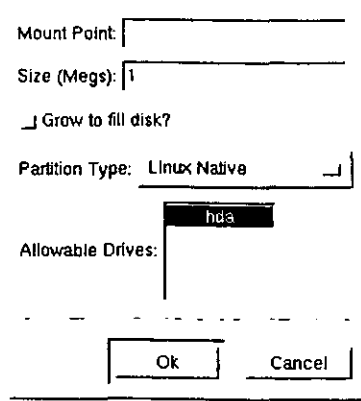 Mount Point:
Size (Megs): 1
Grow to fill disk?
Partition Type: Linux Native
hda
Allowable Drives:
Ok Cancel